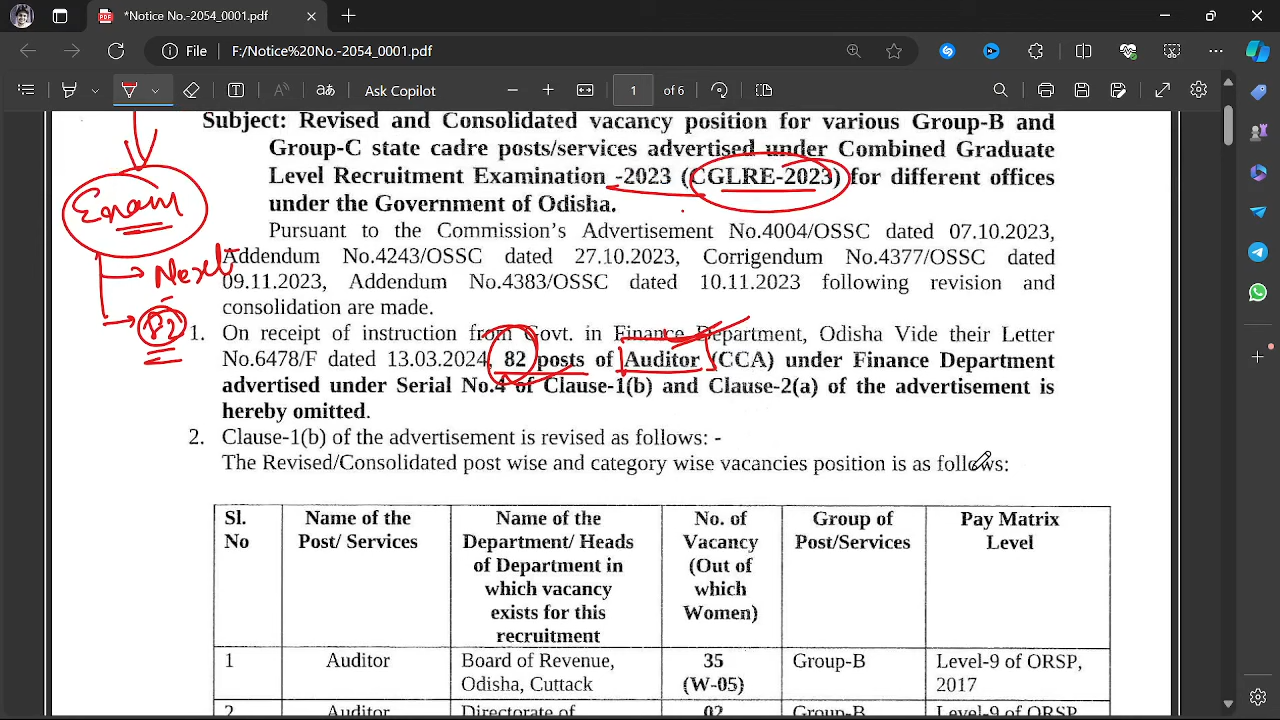 *Notice No.-2054_0001.pdf
File F:/Notice%20No.-2054_0001.pdf
Ask Copilot 1 of 6
Subject: Revised and Consolidated vacancy position for various Group-B and
Group-C state cadre posts/services advertised under Combined Graduate
Level Recruitment Examination -2023 (CGLRE-2023) for different offices
under the Government of Odisha.
Exam
Next
82
Pursuant to the Commission's Advertisement No.4004/OSSC dated 07.10.2023,
Addendum No.4243/OSSC dated 27.10.2023, Corrigendum No.4377/OSSC dated
09.11.2023, Addendum No.4383/OSSC dated 10.11.2023 following revision and
consolidation are made.
1. On receipt of instruction from Govt. in Finance Department, Odisha Vide their Letter
No.6478/F dated 13.03.2024, 82 posts of Auditor (CCA) under Finance Department
advertised under Serial No.4 of Clause-1(b) and Clause-2(a) of the advertisement is
hereby omitted.
2. Clause-1(b) of the advertisement is revised as follows: -
The Revised/Consolidated post wise and category wise vacancies position is as follows:
Sl. No
Name of the Post/ Services
Name of the Department/ Heads of Department in which vacancy exists for this recruitment
No. of Vacancy (Out of which Women)
Group of Post/Services
Pay Matrix Level
1 Auditor Board of Revenue, Odisha, Cuttack 35 (W-05) Group-B Level-9 of ORSP, 2017
2 Auditor Directorate of 02 Group-B Level-9 of ORSP,